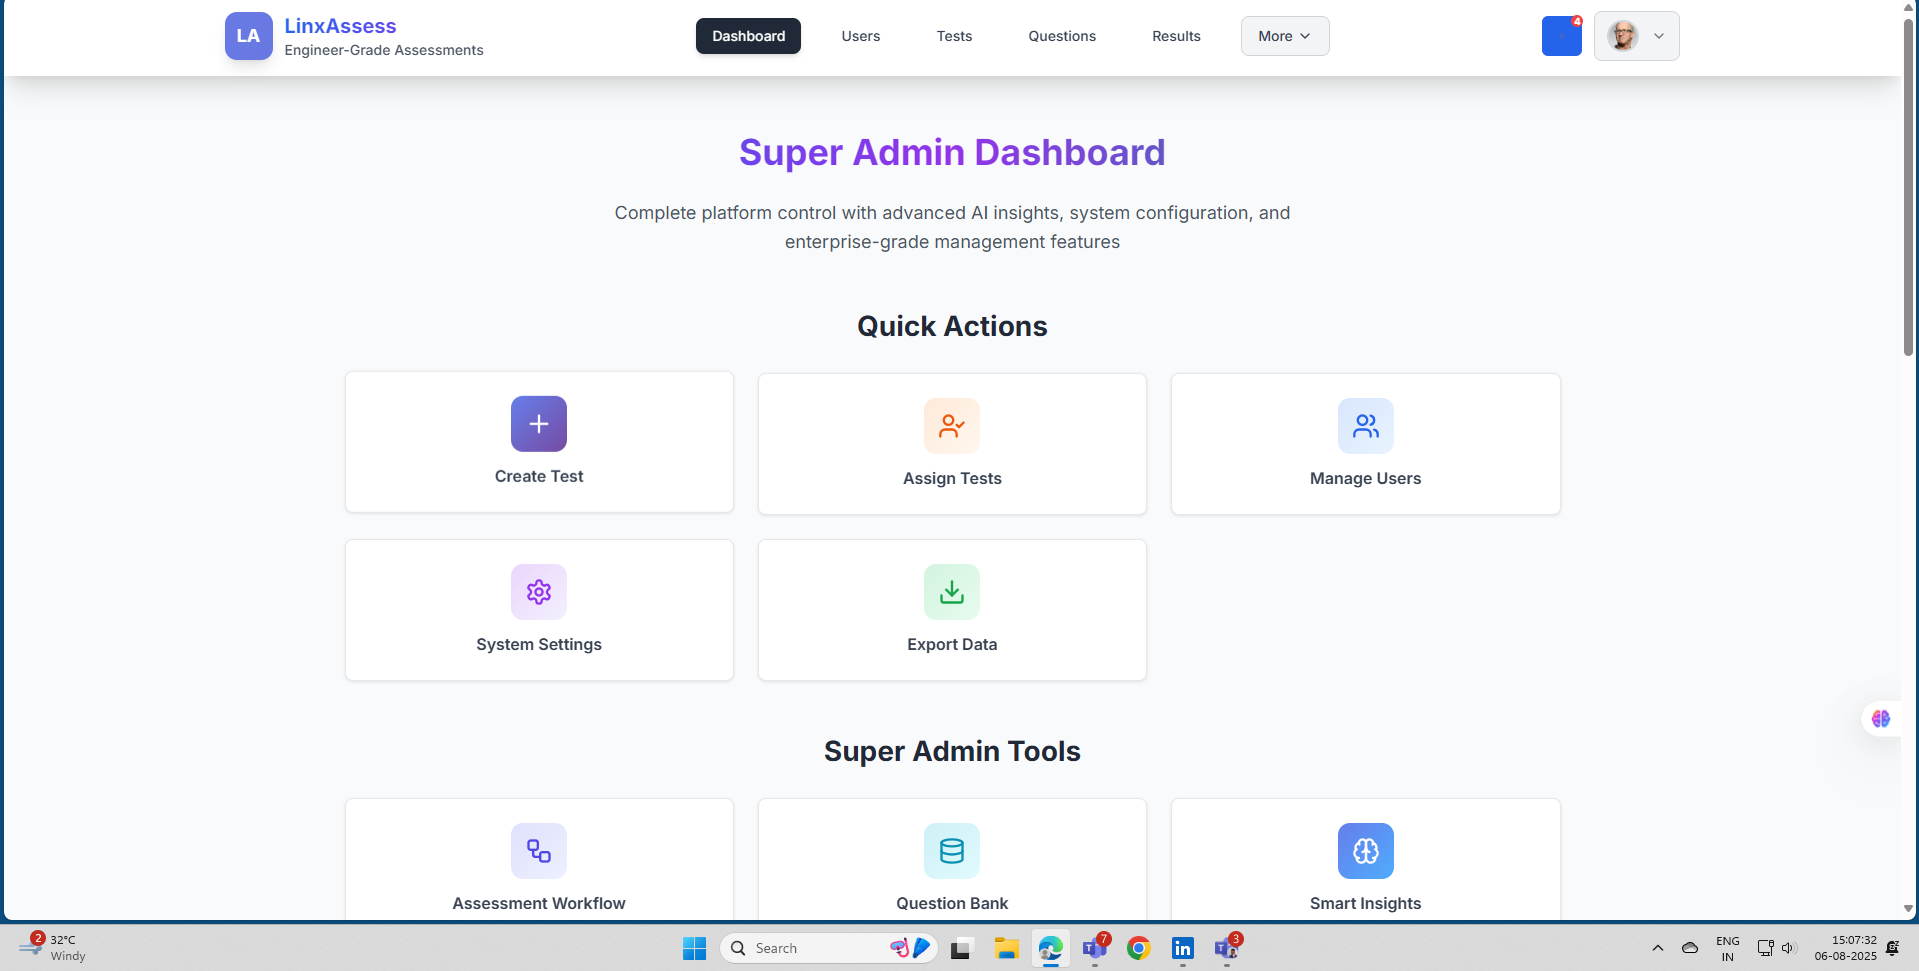 LA
LinxAssess
Engineer-Grade Assessments
Dashboard
Users
Tests
Questions
Results
More
4
Super Admin Dashboard
Complete platform control with advanced AI insights, system configuration, and
enterprise-grade management features
Quick Actions
Create Test
Assign Tests
Manage Users
System Settings
Export Data
Super Admin Tools
Assessment Workflow
Question Bank
Smart Insights
2
32°C
Windy
Search
7
3
ENG
IN
15:07:32
06-08-2025